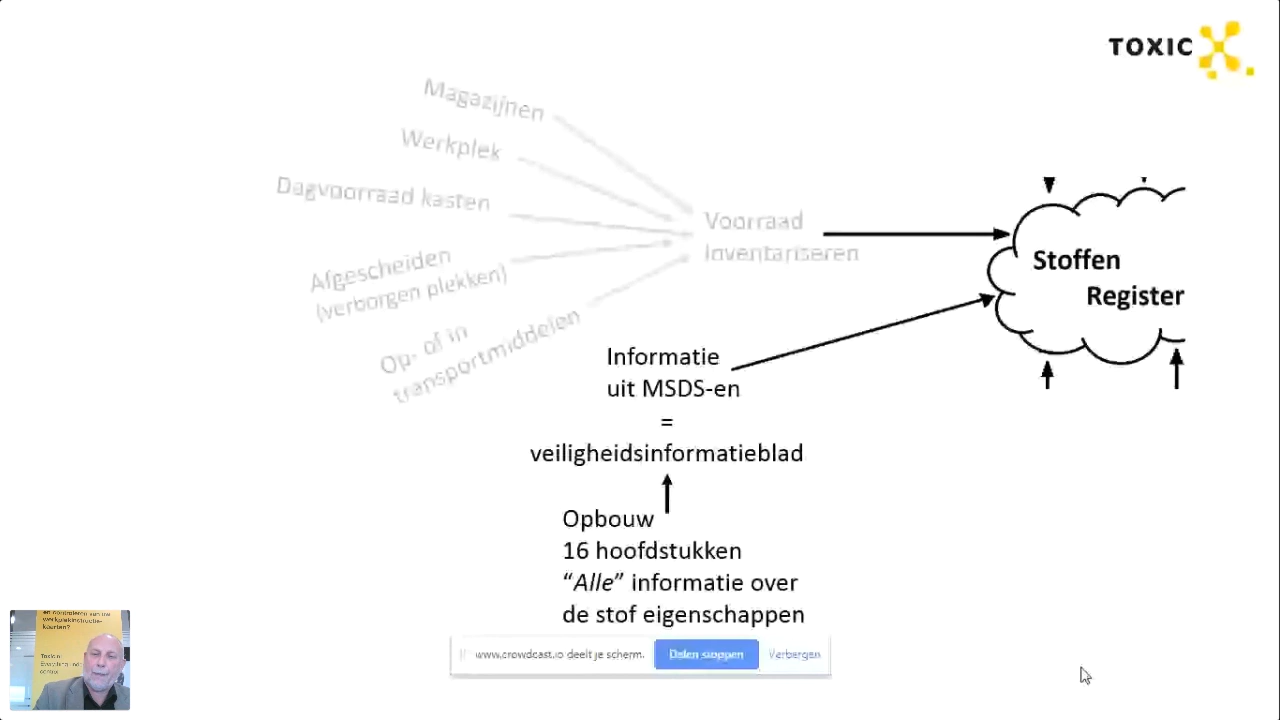 TOXIC
Magazijnen
Werkplek
Dagvoorraad kasten
Afgescheiden
(verborgen plekken)
Op- of in
transportmiddelen
Voorraad
Inventariseren
Stoffen
Register
Informatie
uit MSDS-en
=
veiligheidsinformatieblad
Opbouw
16 hoofdstukken
“Alle” informatie over
de stof eigenschappen
www.crowdcast.io deelt je scherm.
Delen stoppen
Verbergen
werkplekinstructie-
kaarten?